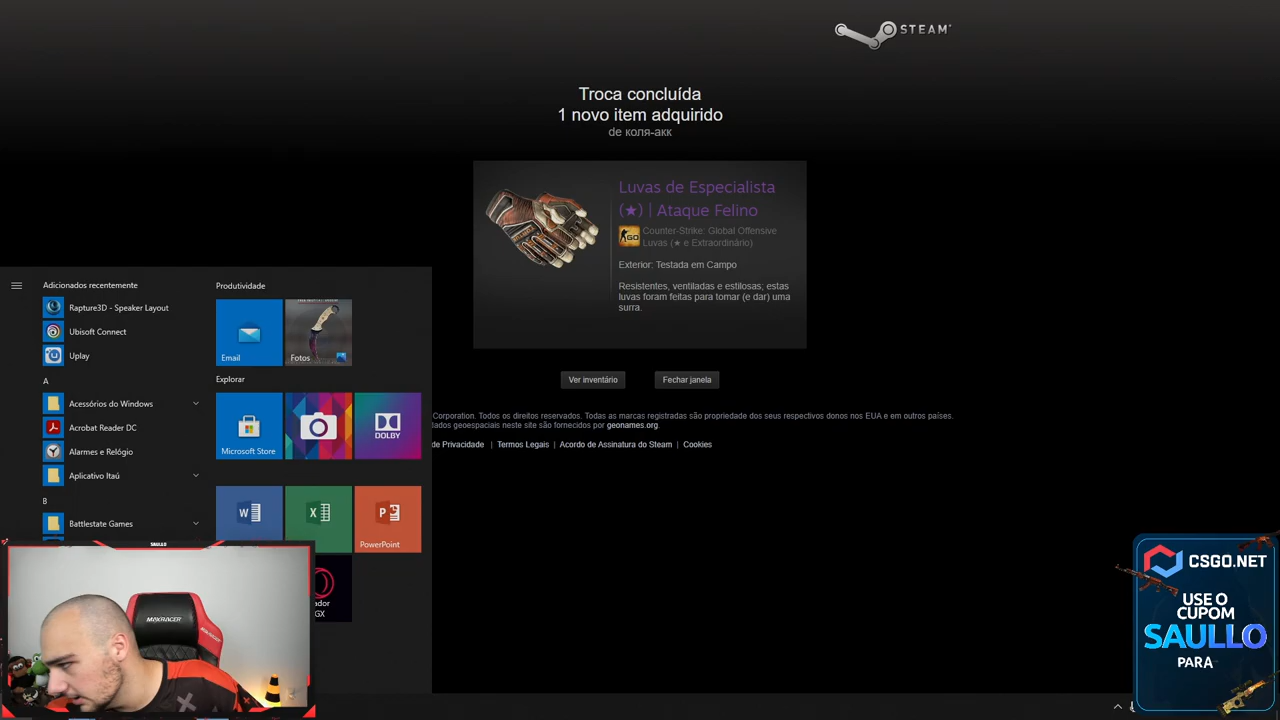 STEAM
Troca concluída
1 novo item adquirido
de коля-акк
Luvas de Especialista
(★) | Ataque Felino
Counter-Strike: Global Offensive
Luvas (★ e Extraordinário)
Exterior: Testada em Campo
Resistentes, ventiladas e estilosas; estas
luvas foram feitas para tomar (e dar) uma
surra.
Ver inventário
Fechar janela
Corporation. Todos os direitos reservados. Todas as marcas registradas são propriedade dos seus respectivos donos nos EUA e em outros países.
dados geoespaciais neste site são fornecidos por geonames.org.
de Privacidade | Termos Legais | Acordo de Assinatura do Steam | Cookies
Adicionados recentemente
Rapture3D - Speaker Layout
Ubisoft Connect
Uplay
A
Acessórios do Windows
Acrobat Reader DC
Alarmes e Relógio
Aplicativo Itaú
B
Battlestate Games
Produtividade
Email
Fotos
Explorar
Microsoft Store
DOLBY
PowerPoint
ador
GX
SAULLO
MAXRACER
CSGO.NET
USE O
CUPOM
SAULLO
PARA